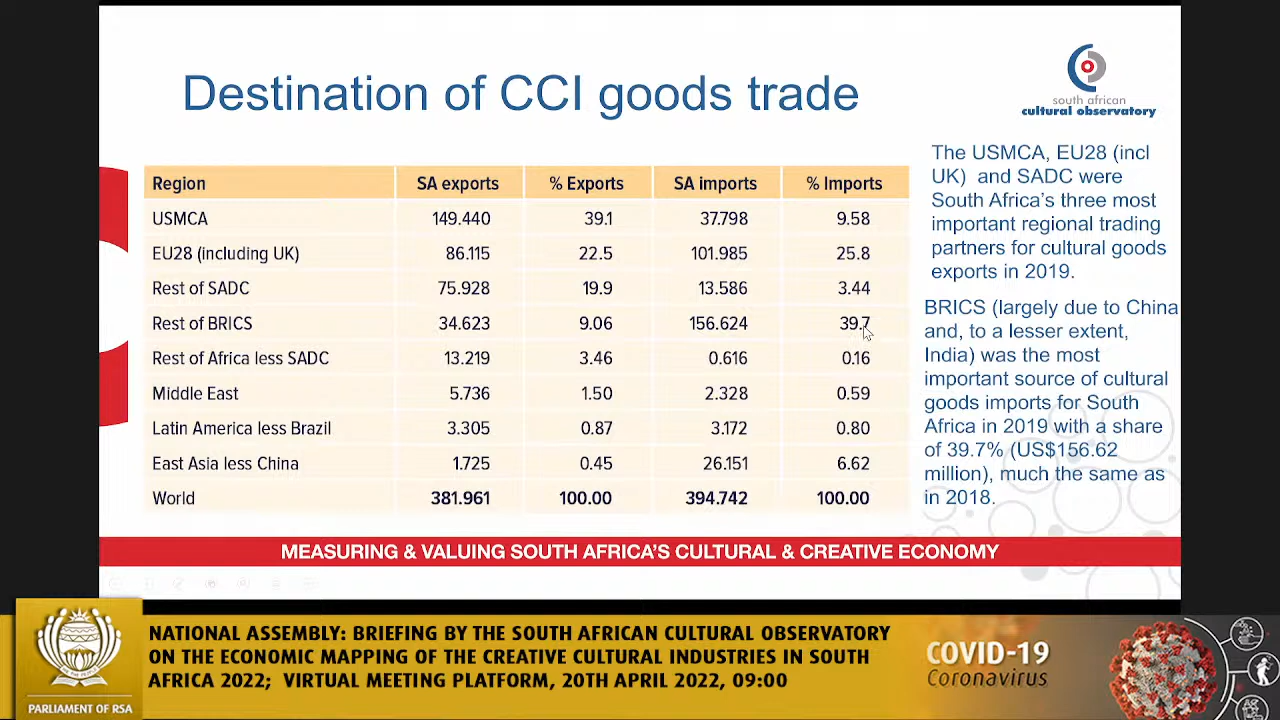 Destination of CCI goods trade
south african
cultural observatory
Region SA exports % Exports SA imports % Imports
USMCA 149.440 39.1 37.798 9.58
EU28 (including UK) 86.115 22.5 101.985 25.8
Rest of SADC 75.928 19.9 13.586 3.44
Rest of BRICS 34.623 9.06 156.624 39.7
Rest of Africa less SADC 13.219 3.46 0.616 0.16
Middle East 5.736 1.50 2.328 0.59
Latin America less Brazil 3.305 0.87 3.172 0.80
East Asia less China 1.725 0.45 26.151 6.62
World 381.961 100.00 394.742 100.00
The USMCA, EU28 (incl
UK) and SADC were
South Africa's three most
important regional trading
partners for cultural goods
exports in 2019.
BRICS (largely due to China
and, to a lesser extent,
India) was the most
important source of cultural
goods imports for South
Africa in 2019 with a share
of 39.7% (US$156.62
million), much the same as
in 2018.
MEASURING & VALUING SOUTH AFRICA'S CULTURAL & CREATIVE ECONOMY
PARLIAMENT OF RSA
NATIONAL ASSEMBLY: BRIEFING BY THE SOUTH AFRICAN CULTURAL OBSERVATORY
ON THE ECONOMIC MAPPING OF THE CREATIVE CULTURAL INDUSTRIES IN SOUTH
AFRICA 2022; VIRTUAL MEETING PLATFORM, 20TH APRIL 2022, 09:00
COVID-19
Coronavirus